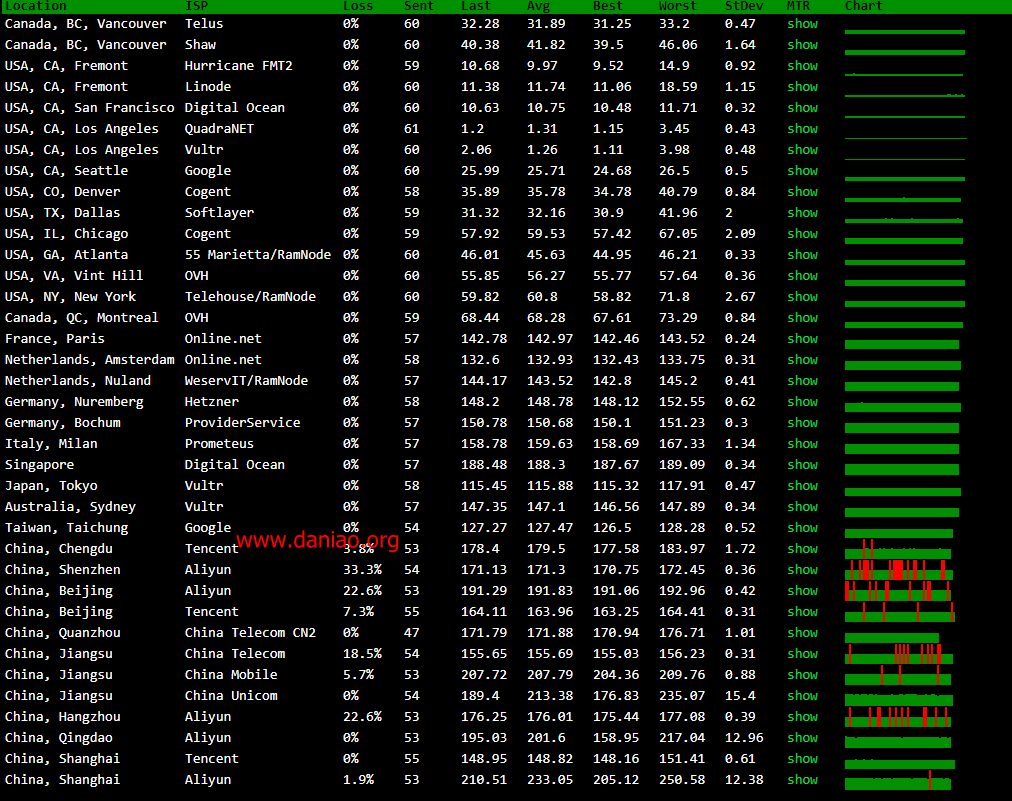 Location ISP Loss Sent Last Avg Best Worst StDev MTR Chart
Canada, BC, Vancouver Telus 0% 60 32.28 31.89 31.25 33.2 0.47 show
Canada, BC, Vancouver Shaw 0% 60 40.38 41.82 39.5 46.06 1.64 show
USA, CA, Fremont Hurricane FMT2 0% 59 10.68 9.97 9.52 14.9 0.92 show
USA, CA, Fremont Linode 0% 60 11.38 11.74 11.06 18.59 1.15 show
USA, CA, San Francisco Digital Ocean 0% 60 10.63 10.75 10.48 11.71 0.32 show
USA, CA, Los Angeles QuadraNET 0% 61 1.2 1.31 1.15 3.45 0.43 show
USA, CA, Los Angeles Vultr 0% 60 2.06 1.26 1.11 3.98 0.48 show
USA, CA, Seattle Google 0% 60 25.99 25.71 24.68 26.5 0.5 show
USA, CO, Denver Cogent 0% 58 35.89 35.78 34.78 40.79 0.84 show
USA, TX, Dallas Softlayer 0% 59 31.32 32.16 30.9 41.96 2 show
USA, IL, Chicago Cogent 0% 59 57.92 59.53 57.42 67.05 2.09 show
USA, GA, Atlanta 55 Marietta/RamNode 0% 60 46.01 45.63 44.95 46.21 0.33 show
USA, VA, Vint Hill OVH 0% 60 55.85 56.27 55.77 57.64 0.36 show
USA, NY, New York Telehouse/RamNode 0% 60 59.82 60.8 58.82 71.8 2.67 show
Canada, QC, Montreal OVH 0% 59 68.44 68.28 67.61 73.29 0.84 show
France, Paris Online.net 0% 57 142.78 142.97 142.46 143.52 0.24 show
Netherlands, Amsterdam Online.net 0% 58 132.6 132.93 132.43 133.75 0.31 show
Netherlands, Nuland WeservIT/RamNode 0% 57 144.17 143.52 142.8 145.2 0.41 show
Germany, Nuremberg Hetzner 0% 58 148.2 148.78 148.12 152.55 0.62 show
Germany, Bochum ProviderService 0% 57 150.78 150.68 150.1 151.23 0.3 show
Italy, Milan Prometeus 0% 57 158.78 159.63 158.69 167.33 1.34 show
Singapore Digital Ocean 0% 57 188.48 188.3 187.67 189.09 0.34 show
Japan, Tokyo Vultr 0% 58 115.45 115.88 115.32 117.91 0.47 show
Australia, Sydney Vultr 0% 57 147.35 147.1 146.56 147.89 0.34 show
Taiwan, Taichung Google 0% 54 127.27 127.47 126.5 128.28 0.52 show
www.daniao.org
China, Chengdu Tencent 3.8% 53 178.4 179.5 177.58 183.97 1.72 show
China, Shenzhen Aliyun 33.3% 54 171.13 171.3 170.75 172.45 0.36 show
China, Beijing Aliyun 22.6% 53 191.29 191.83 191.06 192.96 0.42 show
China, Beijing Tencent 7.3% 55 164.11 163.96 163.25 164.41 0.31 show
China, Quanzhou China Telecom CN2 0% 47 171.79 171.88 170.94 176.71 1.01 show
China, Jiangsu China Telecom 18.5% 54 155.65 155.69 155.03 156.23 0.31 show
China, Jiangsu China Mobile 5.7% 53 207.72 207.79 204.36 209.76 0.88 show
China, Jiangsu China Unicom 0% 54 189.4 213.38 176.83 235.07 15.4 show
China, Hangzhou Aliyun 22.6% 53 176.25 176.01 175.44 177.08 0.39 show
China, Qingdao Aliyun 0% 53 195.03 201.6 158.95 217.04 12.96 show
China, Shanghai Tencent 0% 55 148.95 148.82 148.16 151.41 0.61 show
China, Shanghai Aliyun 1.9% 53 210.51 233.05 205.12 250.58 12.38 show